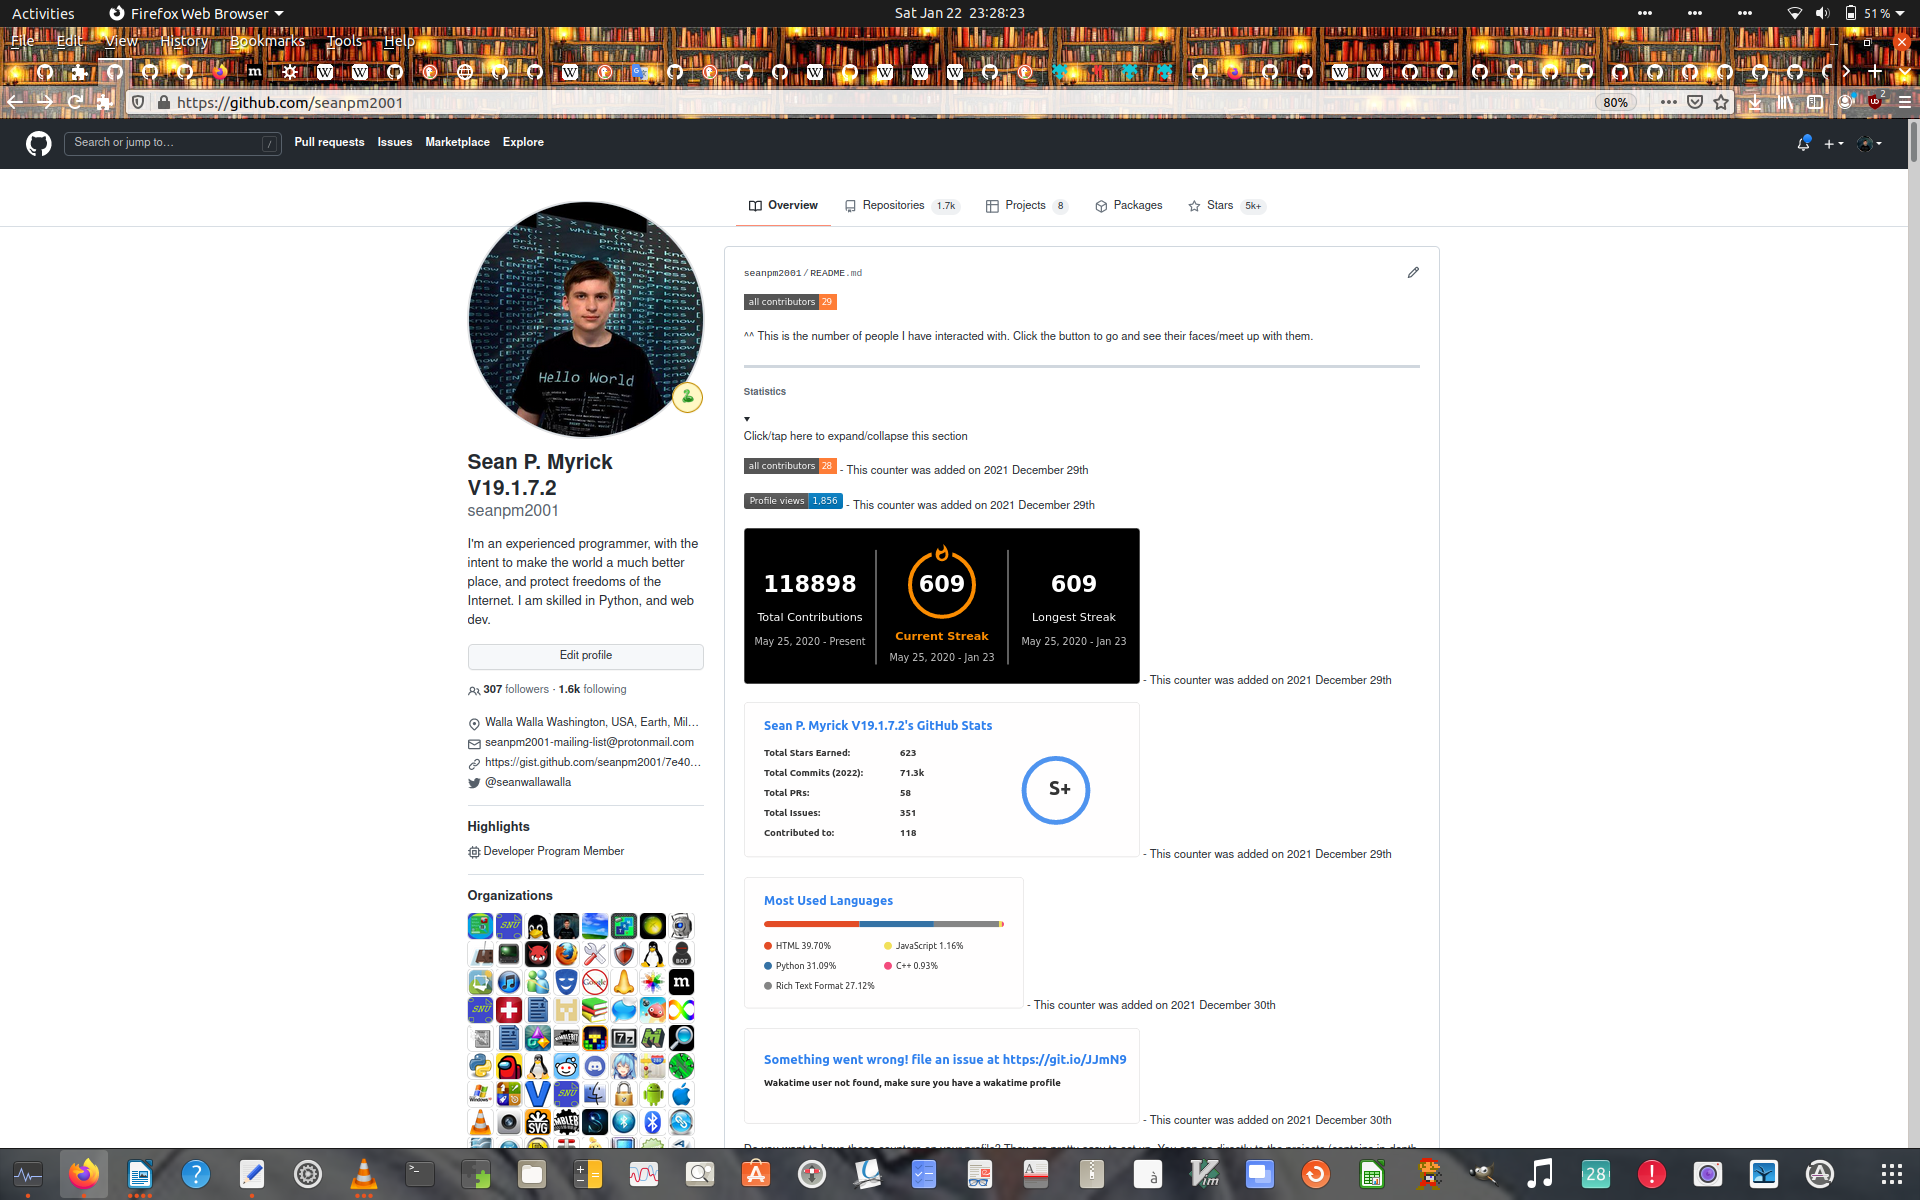 Activities
Firefox Web Browser
Sat Jan 22 23:28:23
51 %
File Edit View History Bookmarks Tools Help
https://github.com/seanpm2001
80%
Search or jump to…
/
Pull requests Issues Marketplace Explore
Overview
Repositories 1.7k
Projects 8
Packages
Stars 5k+
Hello World
Sean P. Myrick
V19.1.7.2
seanpm2001
I'm an experienced programmer, with the
intent to make the world a much better
place, and protect freedoms of the
Internet. I am skilled in Python, and web
dev.
Edit profile
307 followers · 1.6k following
Walla Walla Washington, USA, Earth, Mil…
seanpm2001-mailing-list@protonmail.com
https://gist.github.com/seanpm2001/7e40…
@seanwallawalla
Highlights
Developer Program Member
Organizations
seanpm2001/README.md
all contributors 29
^^ This is the number of people I have interacted with. Click the button to go and see their faces/meet up with them.
Statistics
Click/tap here to expand/collapse this section
all contributors 28 - This counter was added on 2021 December 29th
Profile views 1,856 - This counter was added on 2021 December 29th
118898
Total Contributions
May 25, 2020 - Present
609
Current Streak
May 25, 2020 - Jan 23
609
Longest Streak
May 25, 2020 - Jan 23
- This counter was added on 2021 December 29th
Sean P. Myrick V19.1.7.2's GitHub Stats
Total Stars Earned: 623
Total Commits (2022): 71.3k
Total PRs: 58
Total Issues: 351
Contributed to: 118
S+
- This counter was added on 2021 December 29th
Most Used Languages
HTML 39.70%
JavaScript 1.16%
Python 31.09%
C++ 0.93%
Rich Text Format 27.12%
- This counter was added on 2021 December 30th
Something went wrong! file an issue at https://git.io/JJmN9
Wakatime user not found, make sure you have a wakatime profile
- This counter was added on 2021 December 30th
28